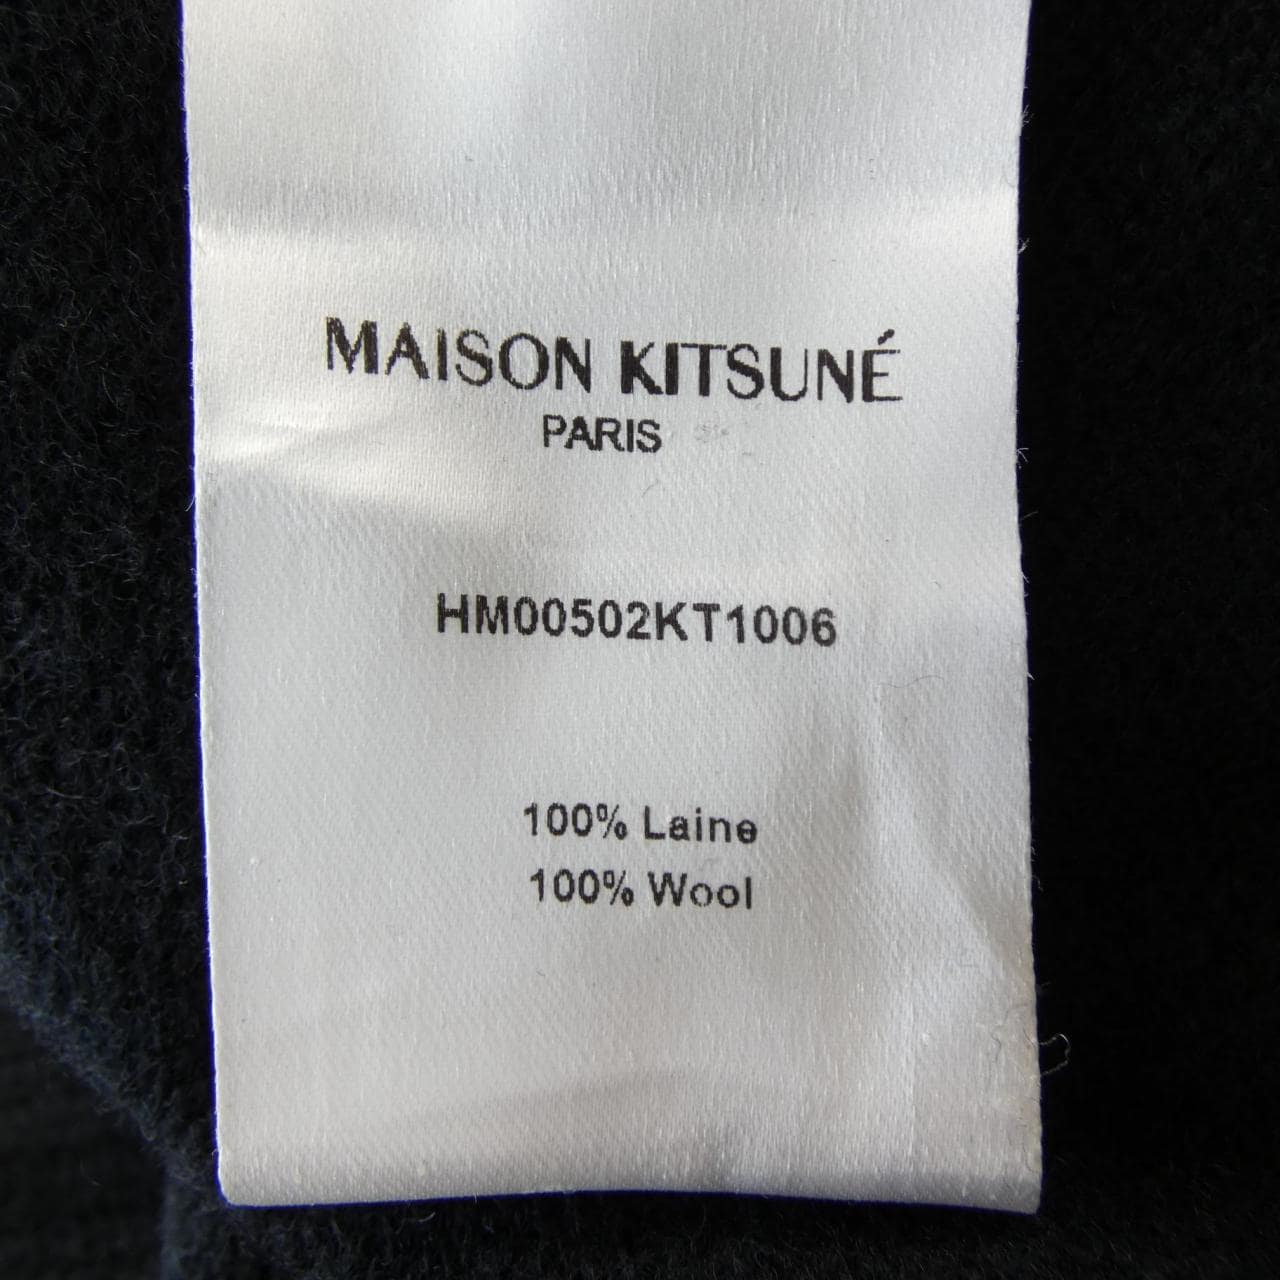 MAISON KITSUNÉ
PARIS
HM00502KT1006
100% Laine
100% Wool